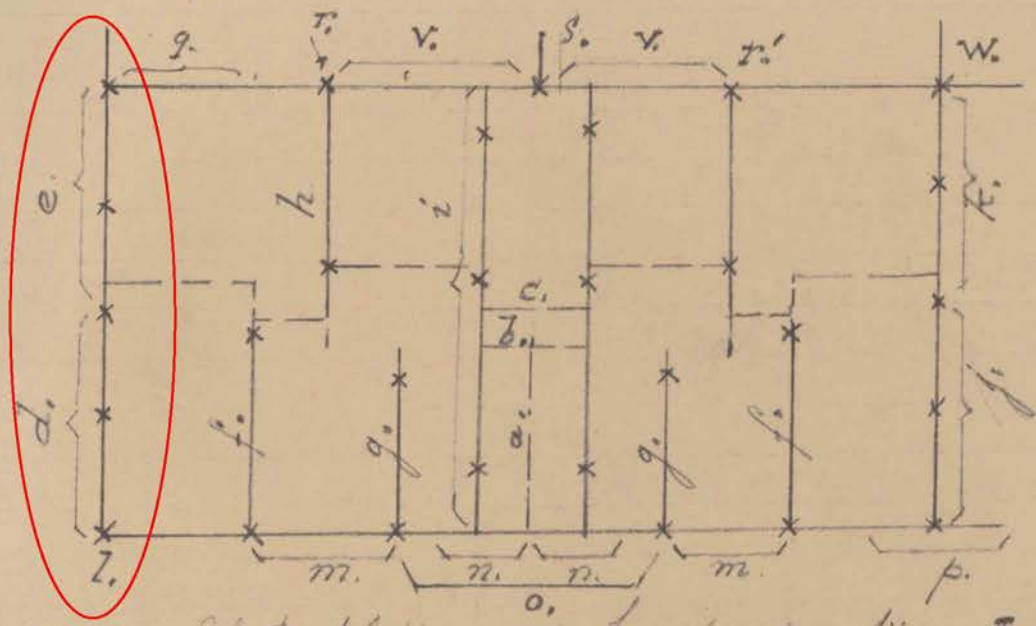 q. r. v. s. v. r.' w.
e. h i k.
c.
b.
d. f. g. a. g. f. j.
l. m. n. n. m. p.
o.